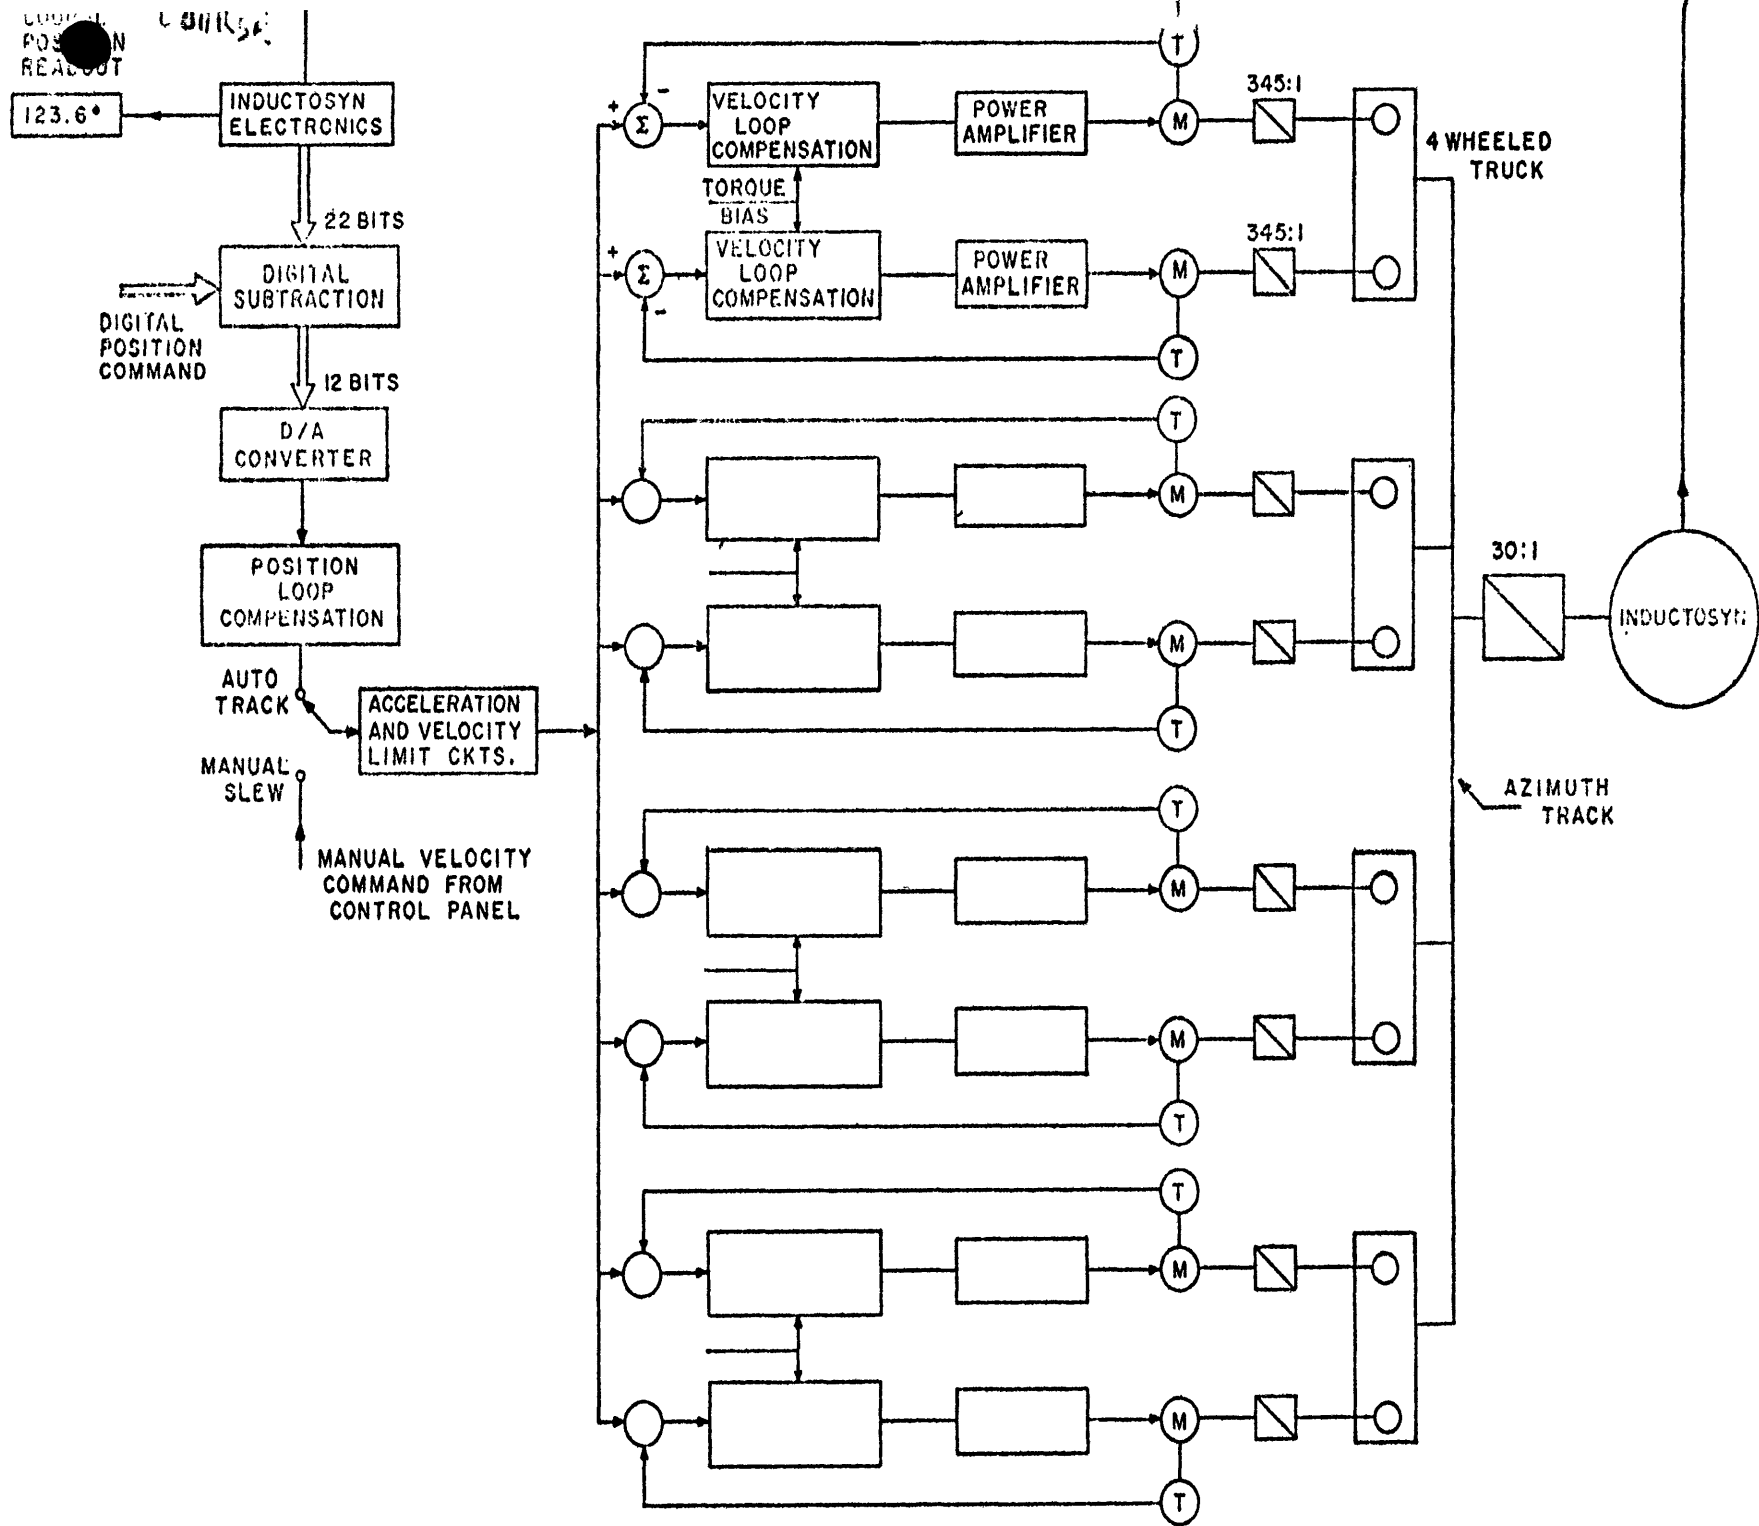 READOUT
123.6°
INDUCTOSYN
ELECTRONICS
22 BITS
DIGITAL
SUBTRACTION
DIGITAL
POSITION
COMMAND
12 BITS
D/A
CONVERTER
POSITION
LOOP
COMPENSATION
AUTO
TRACK
ACCELERATION
AND VELOCITY
LIMIT CKTS.
MANUAL
SLEW
MANUAL VELOCITY
COMMAND FROM
CONTROL PANEL
T
+
-
Σ
VELOCITY
LOOP
COMPENSATION
POWER
AMPLIFIER
M
345:1
4 WHEELED
TRUCK
TORQUE
BIAS
+
Σ
-
VELOCITY
LOOP
COMPENSATION
POWER
AMPLIFIER
M
345:1
T
T
M
M
T
30:1
INDUCTOSYN
AZIMUTH
TRACK
T
M
M
T
T
M
M
T